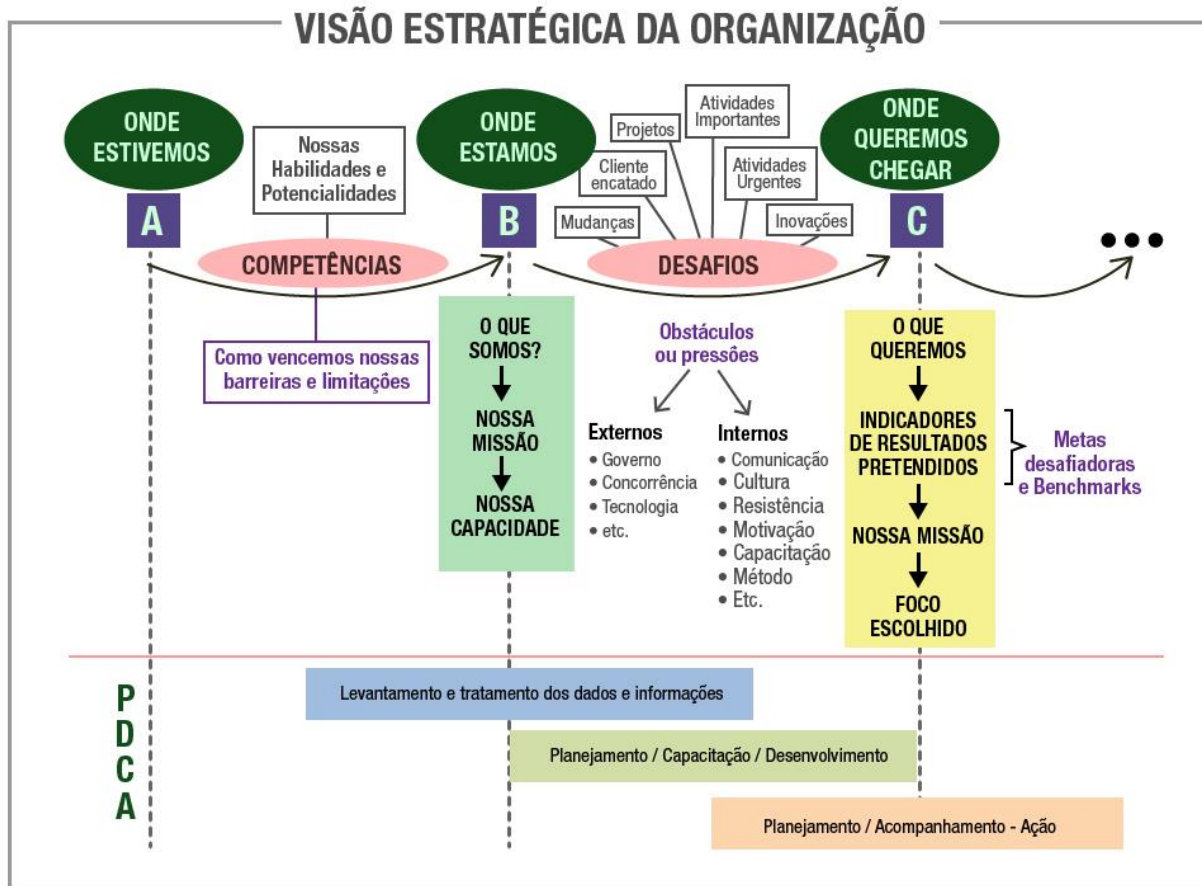 VISÃO ESTRATÉGICA DA ORGANIZAÇÃO
ONDE
ESTIVEMOS
A
Nossas
Habilidades e
Potencialidades
COMPETÊNCIAS
Como vencemos nossas
barreiras e limitações
ONDE
ESTAMOS
B
Mudanças
Cliente
encatado
Projetos
Atividades
Importantes
Atividades
Urgentes
Inovações
DESAFIOS
ONDE
QUEREMOS
CHEGAR
C
•••
O QUE
SOMOS?
NOSSA
MISSÃO
NOSSA
CAPACIDADE
Obstáculos
ou pressões
Externos
• Governo
• Concorrência
• Tecnologia
• etc.
Internos
• Comunicação
• Cultura
• Resistência
• Motivação
• Capacitação
• Método
• Etc.
O QUE
QUEREMOS
INDICADORES
DE RESULTADOS
PRETENDIDOS
NOSSA MISSÃO
FOCO
ESCOLHIDO
Metas
desafiadoras
e Benchmarks
P
D
C
A
Levantamento e tratamento dos dados e informações
Planejamento / Capacitação / Desenvolvimento
Planejamento / Acompanhamento - Ação